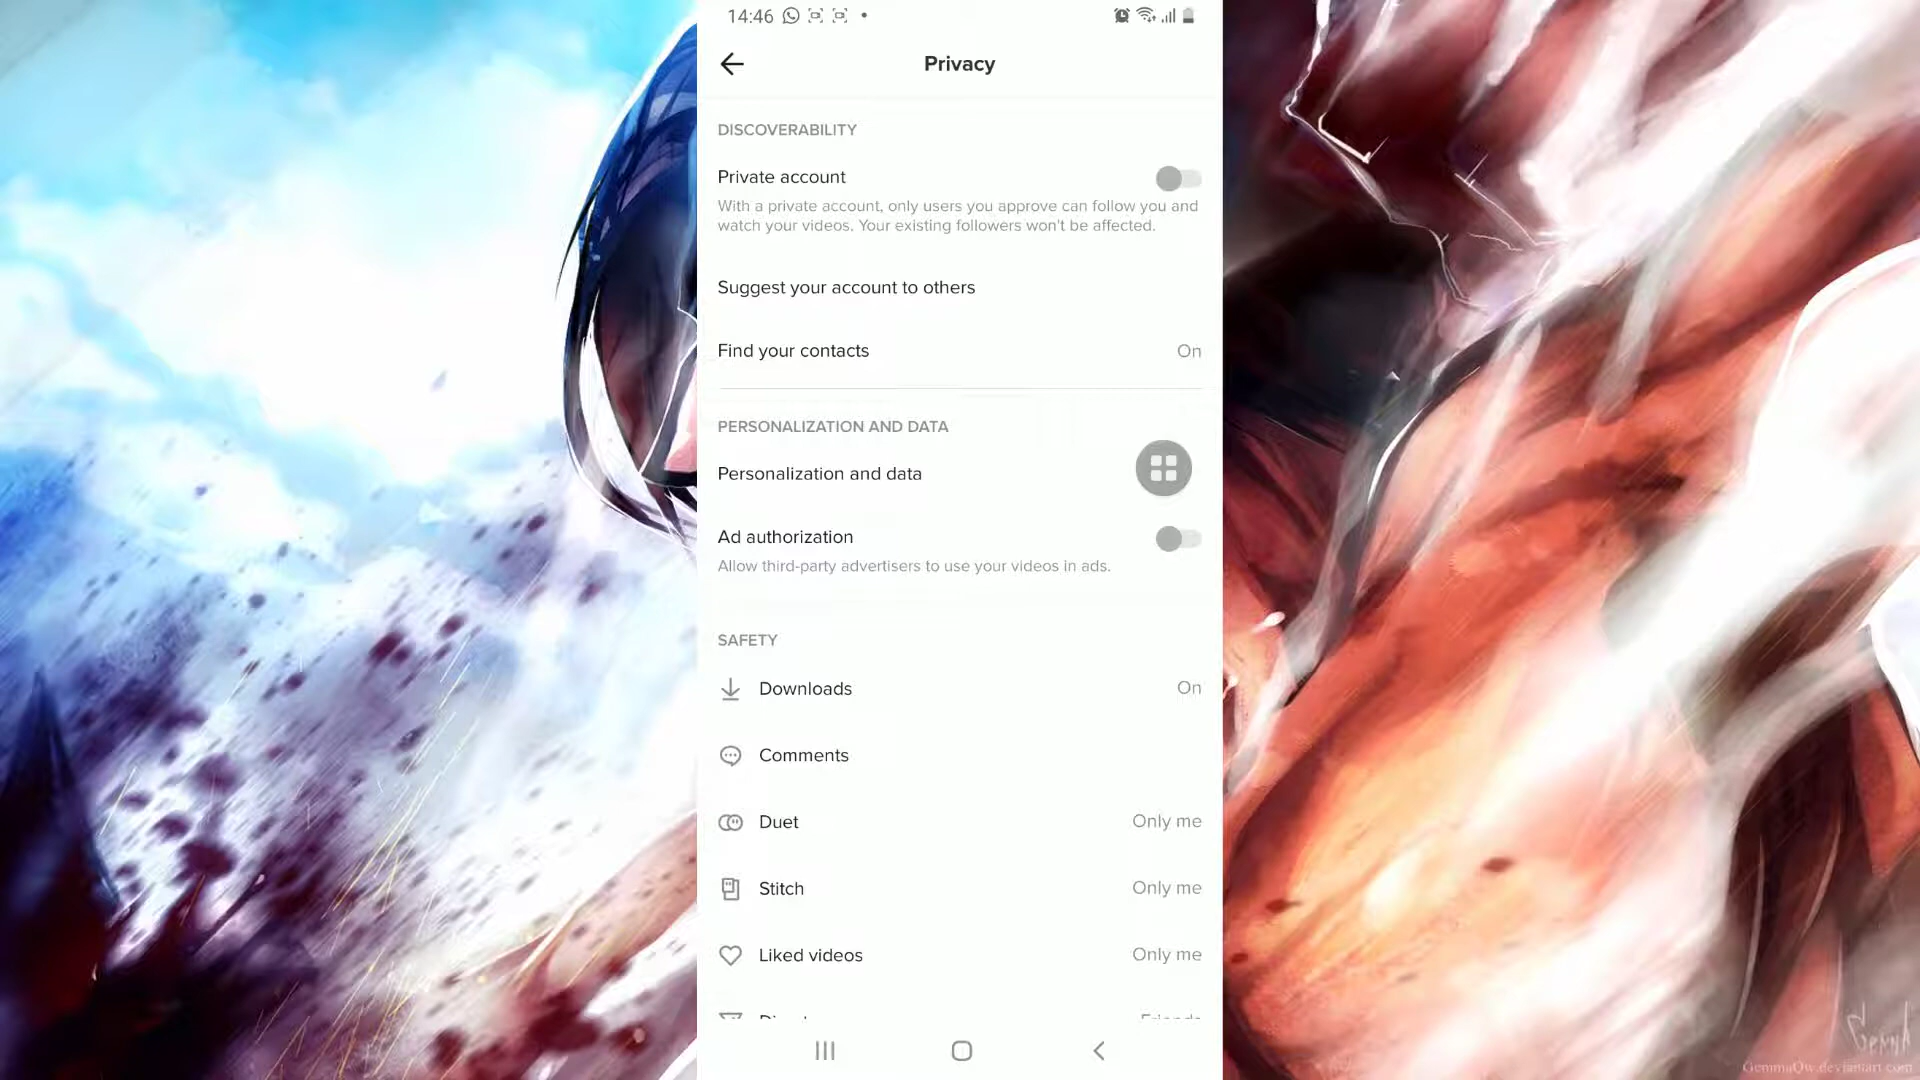 14:46
Privacy
DISCOVERABILITY
Private account
With a private account, only users you approve can follow you and
watch your videos. Your existing followers won't be affected.
Suggest your account to others
Find your contacts On
PERSONALIZATION AND DATA
Personalization and data
Ad authorization
Allow third-party advertisers to use your videos in ads.
SAFETY
Downloads On
Comments
Duet Only me
Stitch Only me
Liked videos Only me
GemmaQw.deviantart.com